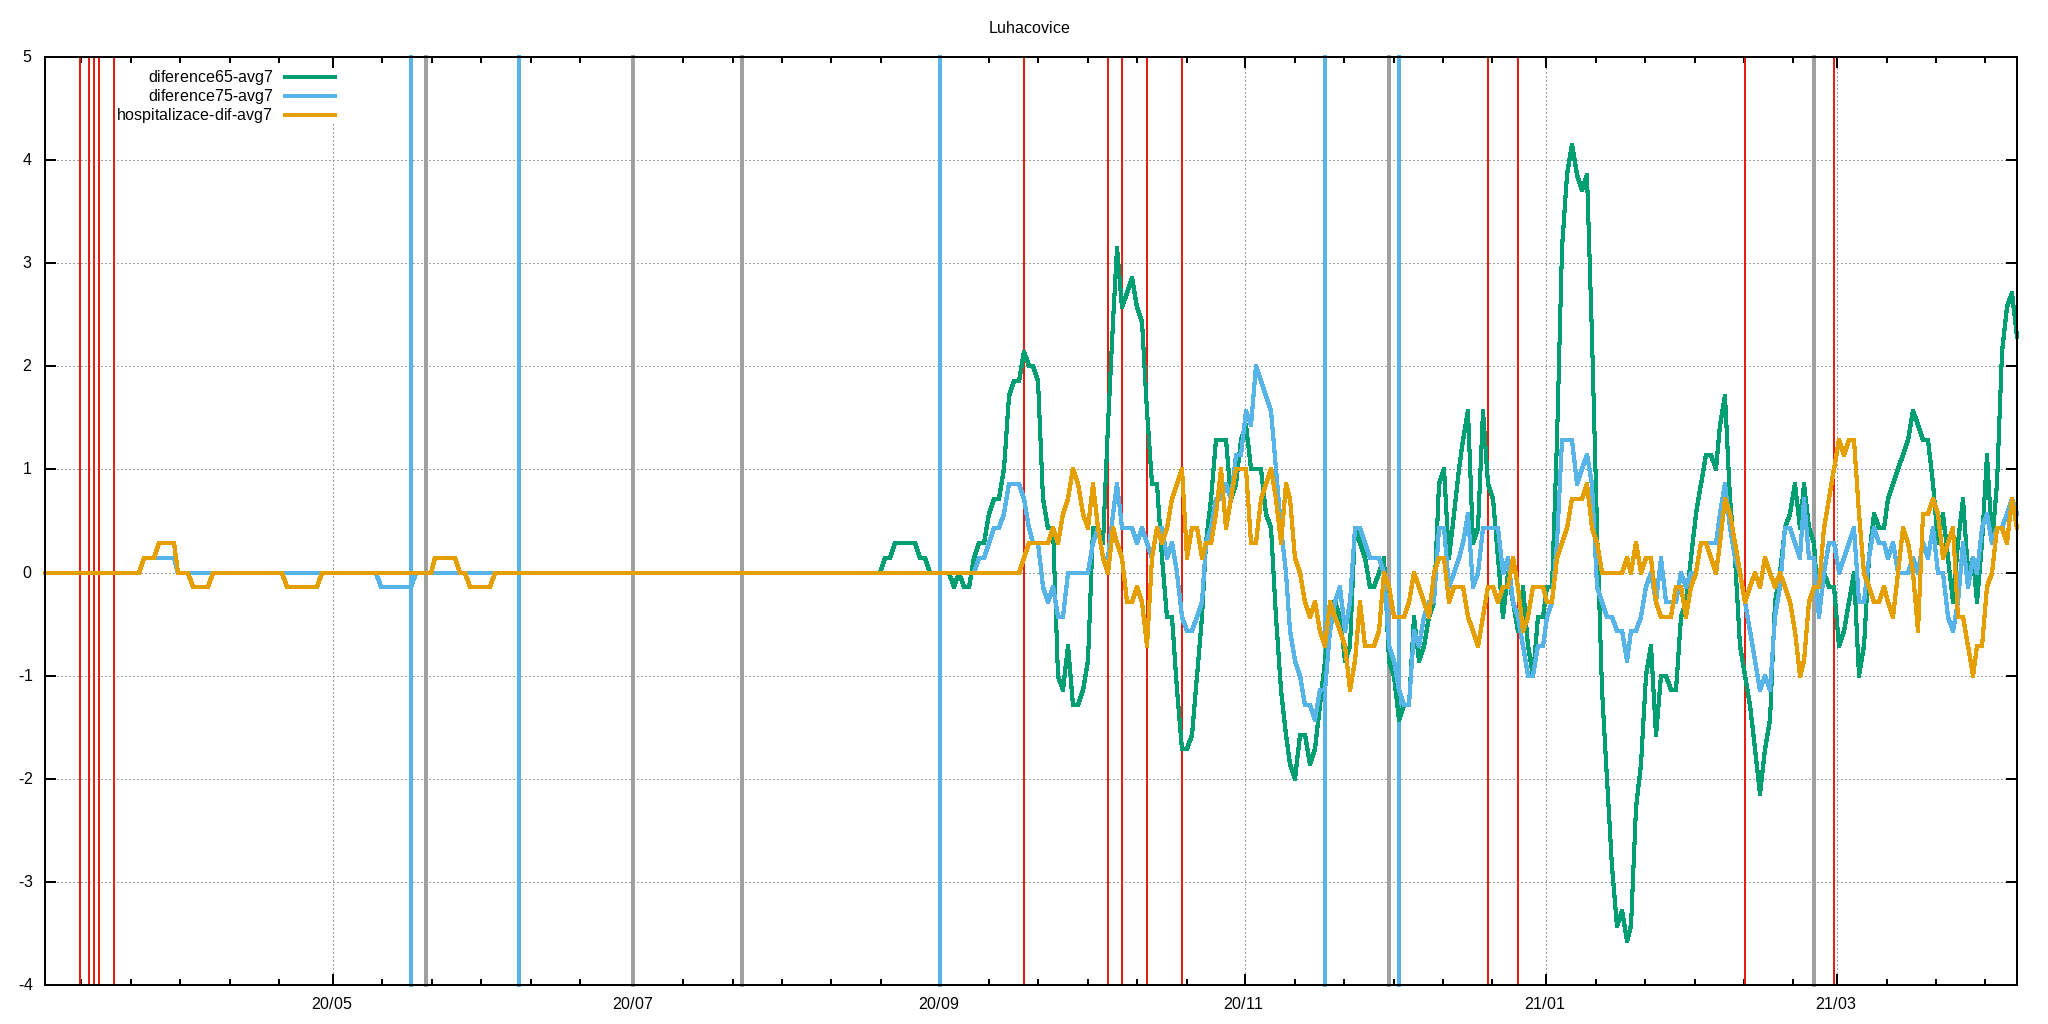 Luhacovice
5
diference65-avg7
diference75-avg7
hospitalizace-dif-avg7
4
3
2
1
0
-1
-2
-3
-4
20/05 20/07 20/09 20/11 21/01 21/03